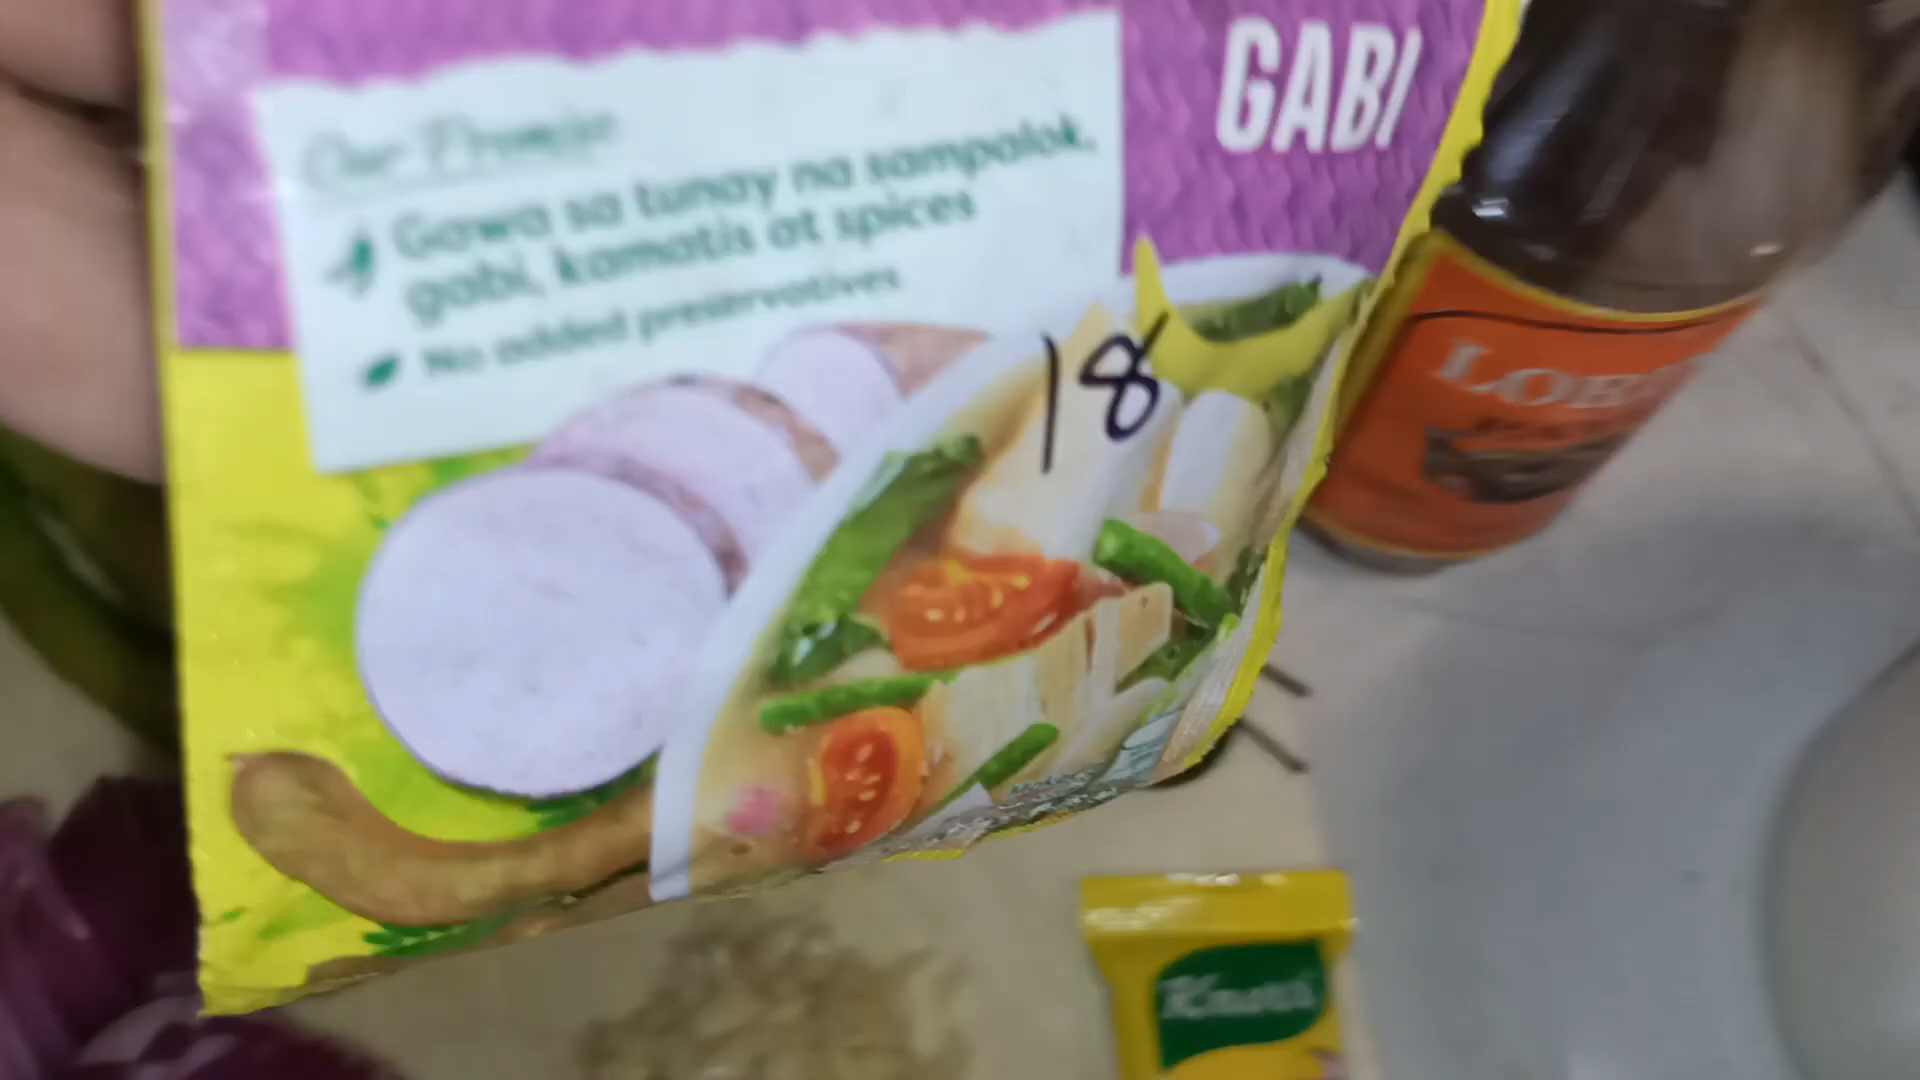 GABI
Our Promise
Gawa sa tunay na sampalok,
gabi, kamatis at spices
No added preservatives
18
Knorr